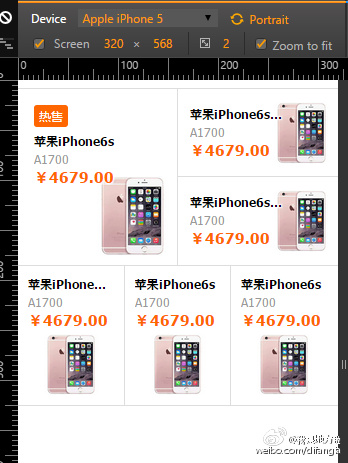 Device Apple iPhone 5 Portrait
Screen 320 × 568 2 Zoom to fit
0 100 200 300
热售
苹果iPhone6s
A1700
￥4679.00
苹果iPhone6s...
A1700
￥4679.00
苹果iPhone6s...
A1700
￥4679.00
苹果iPhone...
A1700
￥4679.00
苹果iPhone6s
A1700
￥4679.00
苹果iPhone6s
A1700
￥4679.00
weibo.com/difanga